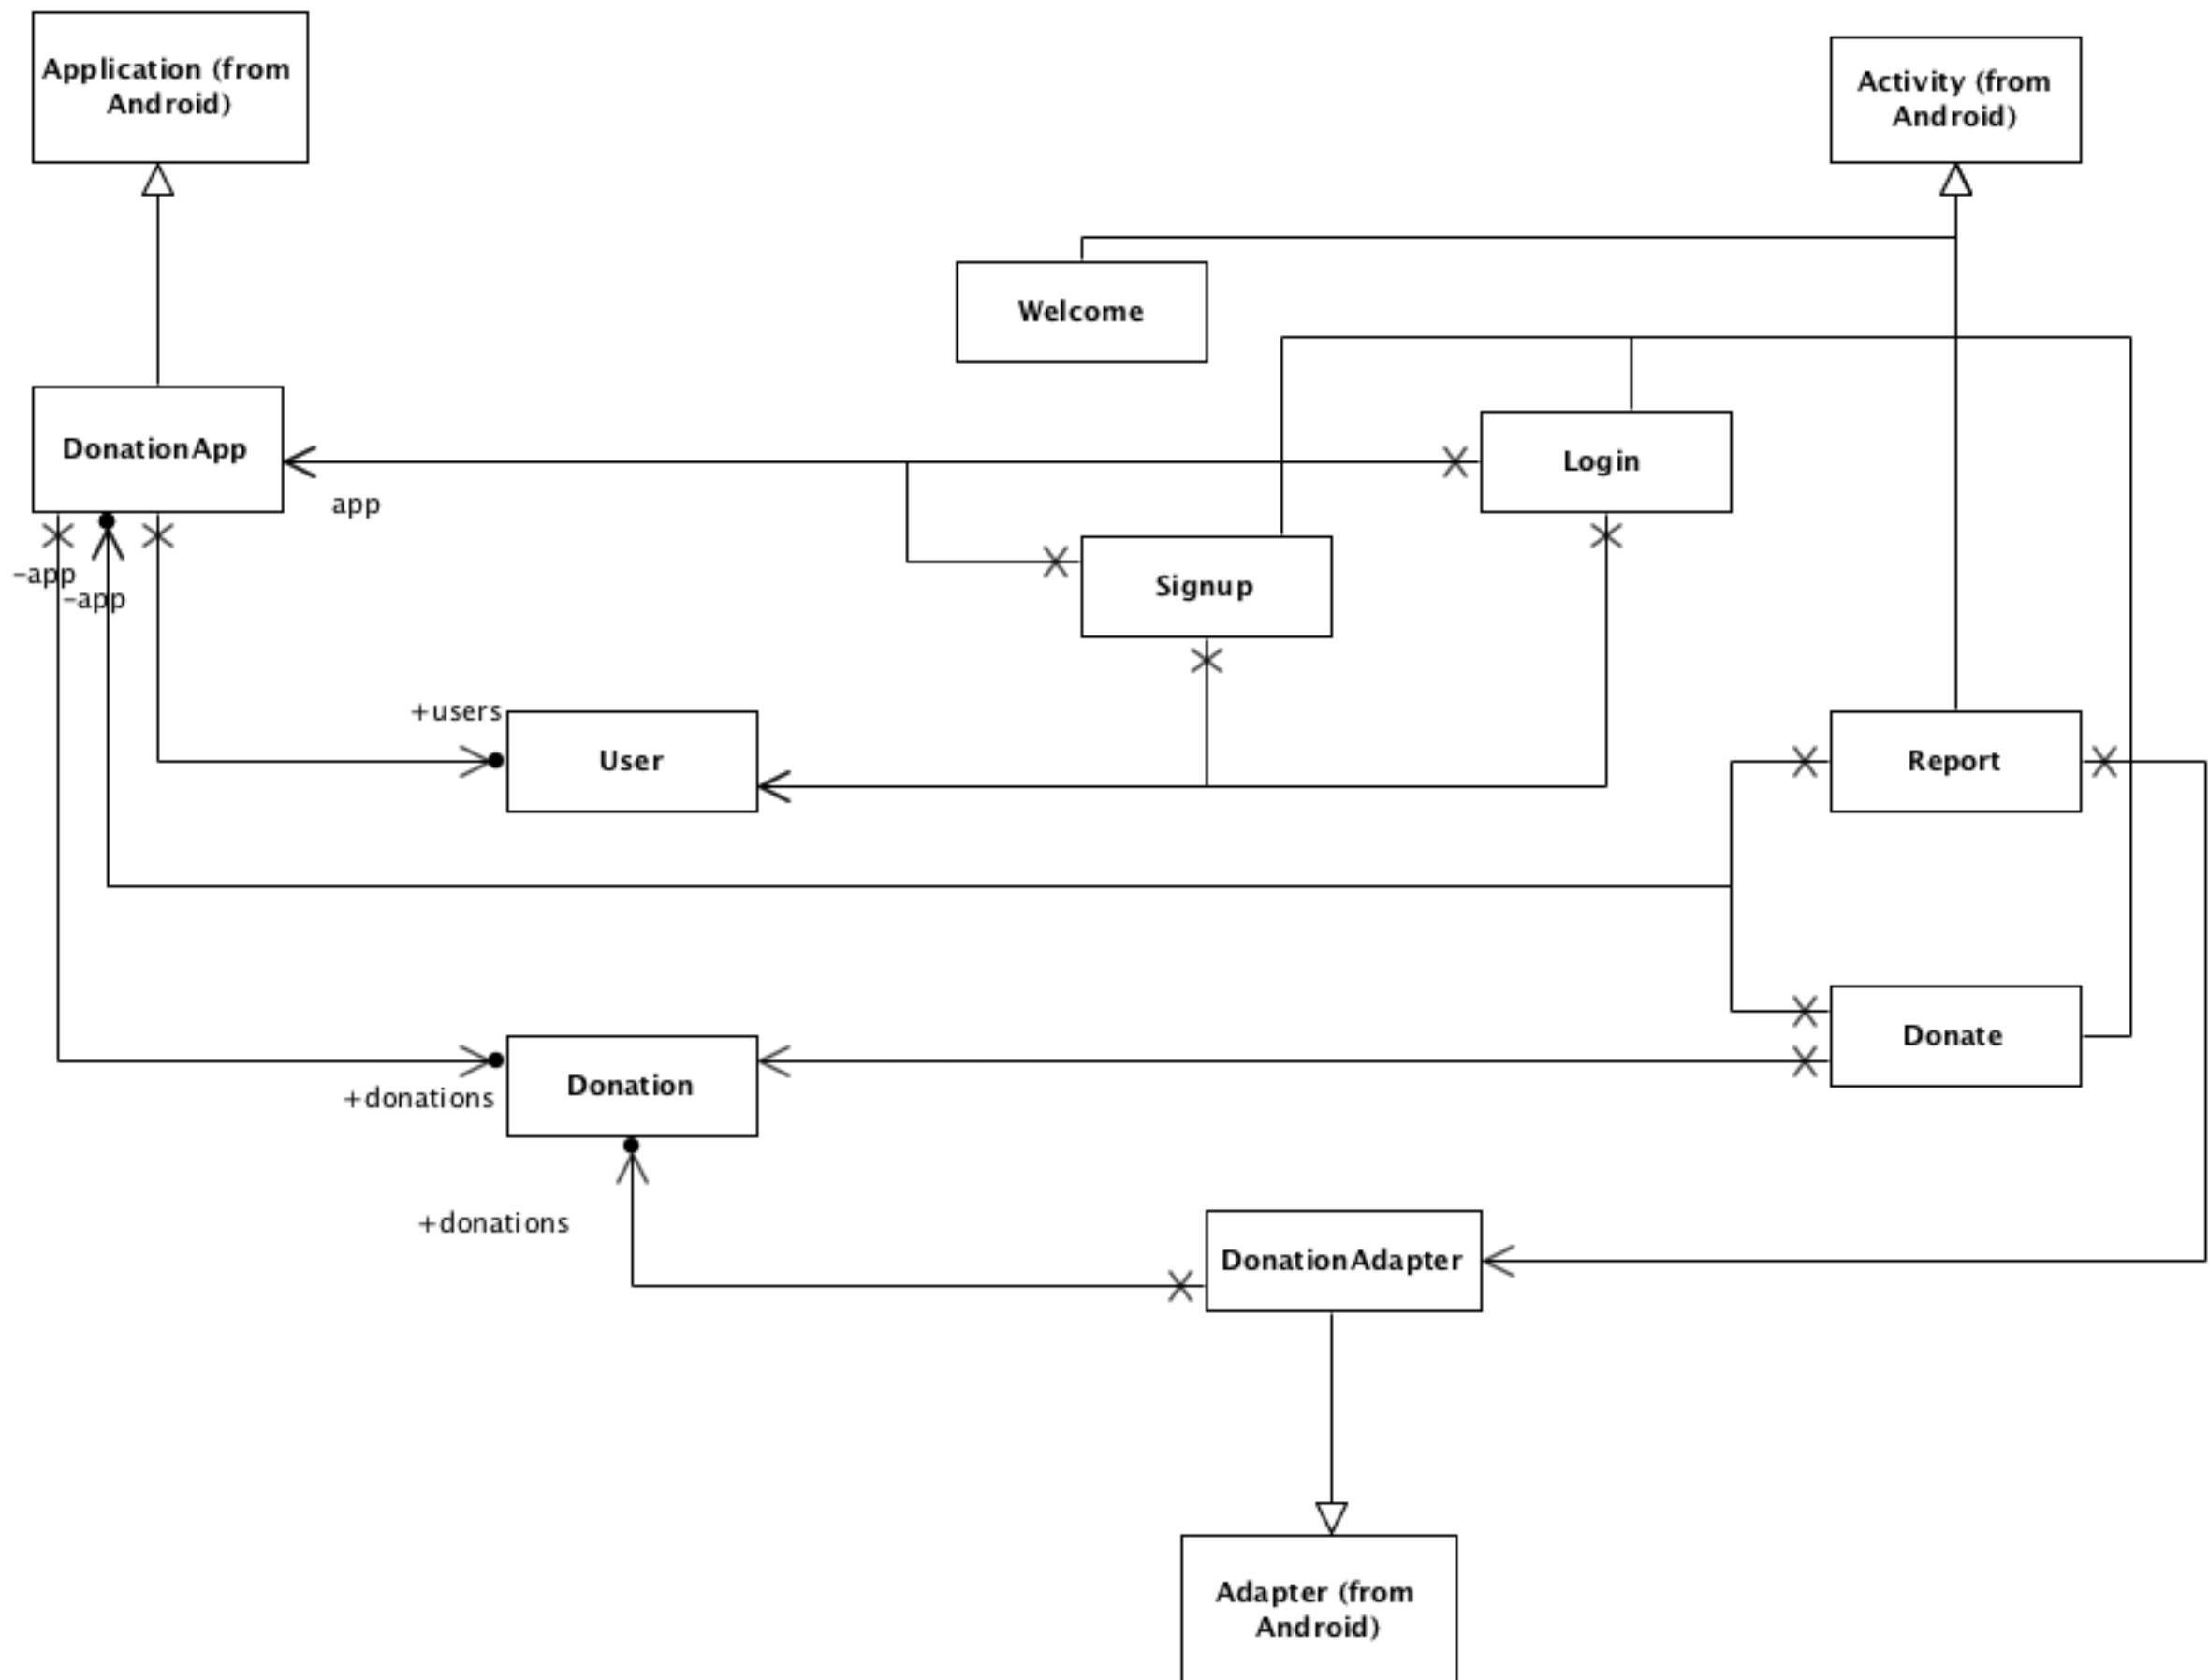 Application (from
Android)
Activity (from
Android)
Welcome
DonationApp
Login
app
-app
-app
Signup
+users
User
Report
Donate
Donation
+donations
+donations
DonationAdapter
Adapter (from
Android)